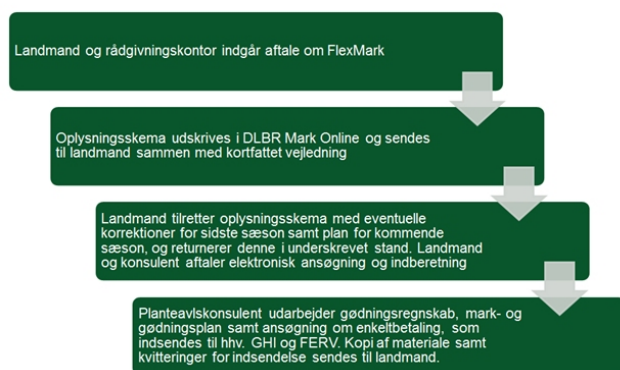 Landmand og rådgivningskontor indgår aftale om FlexMark
Oplysningsskema udskrives i DLBR Mark Online og sendes
til landmand sammen med kortfattet vejledning
Landmand tilretter oplysningsskema med eventuelle
korrektioner for sidste sæson samt plan for kommende
sæson, og returnerer denne i underskrevet stand. Landmand
og konsulent aftaler elektronisk ansøgning og indberetning
Planteavlskonsulent udarbejder gødningsregnskab, mark- og
gødningsplan samt ansøgning om enkeltbetaling, som
indsendes til hhv. GHI og FERV. Kopi af materiale samt
kvitteringer for indsendelse sendes til landmand.